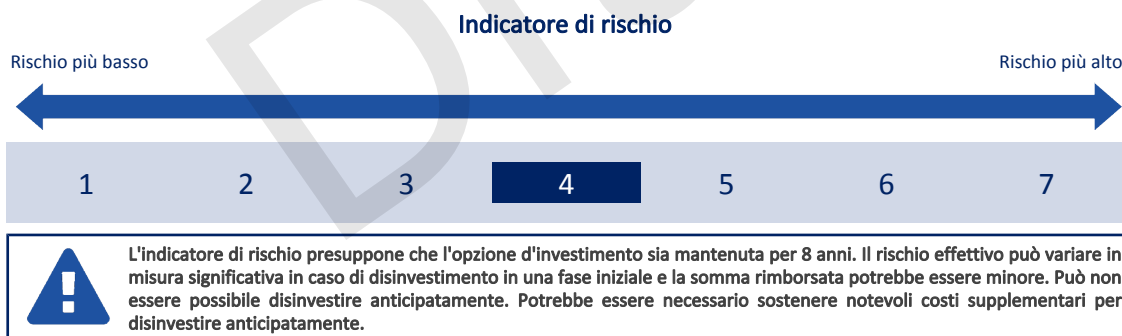 Indicatore di rischio
Rischio più basso
Rischio più alto
1 2 3 4 5 6 7
L'indicatore di rischio presuppone che l'opzione d'investimento sia mantenuta per 8 anni. Il rischio effettivo può variare in
misura significativa in caso di disinvestimento in una fase iniziale e la somma rimborsata potrebbe essere minore. Può non
essere possibile disinvestire anticipatamente. Potrebbe essere necessario sostenere notevoli costi supplementari per
disinvestire anticipatamente.